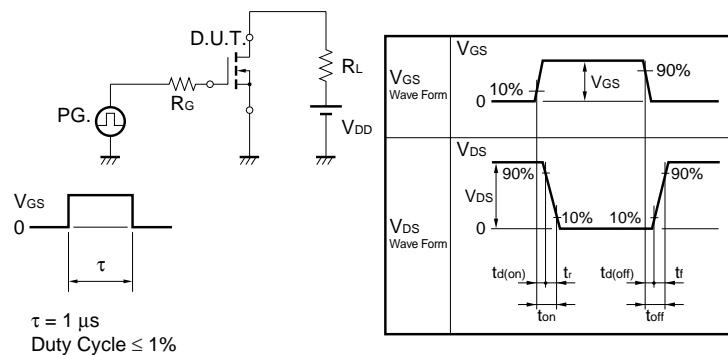 D.U.T.
RL
RG
PG.
VDD
VGS
0
τ
τ = 1 μs
Duty Cycle ≤ 1%
VGS
Wave Form
VGS
10%
VGS
90%
0
VDS
Wave Form
VDS
90%
90%
VDS
10%
10%
0
td(on)
tr
td(off)
tf
ton
toff